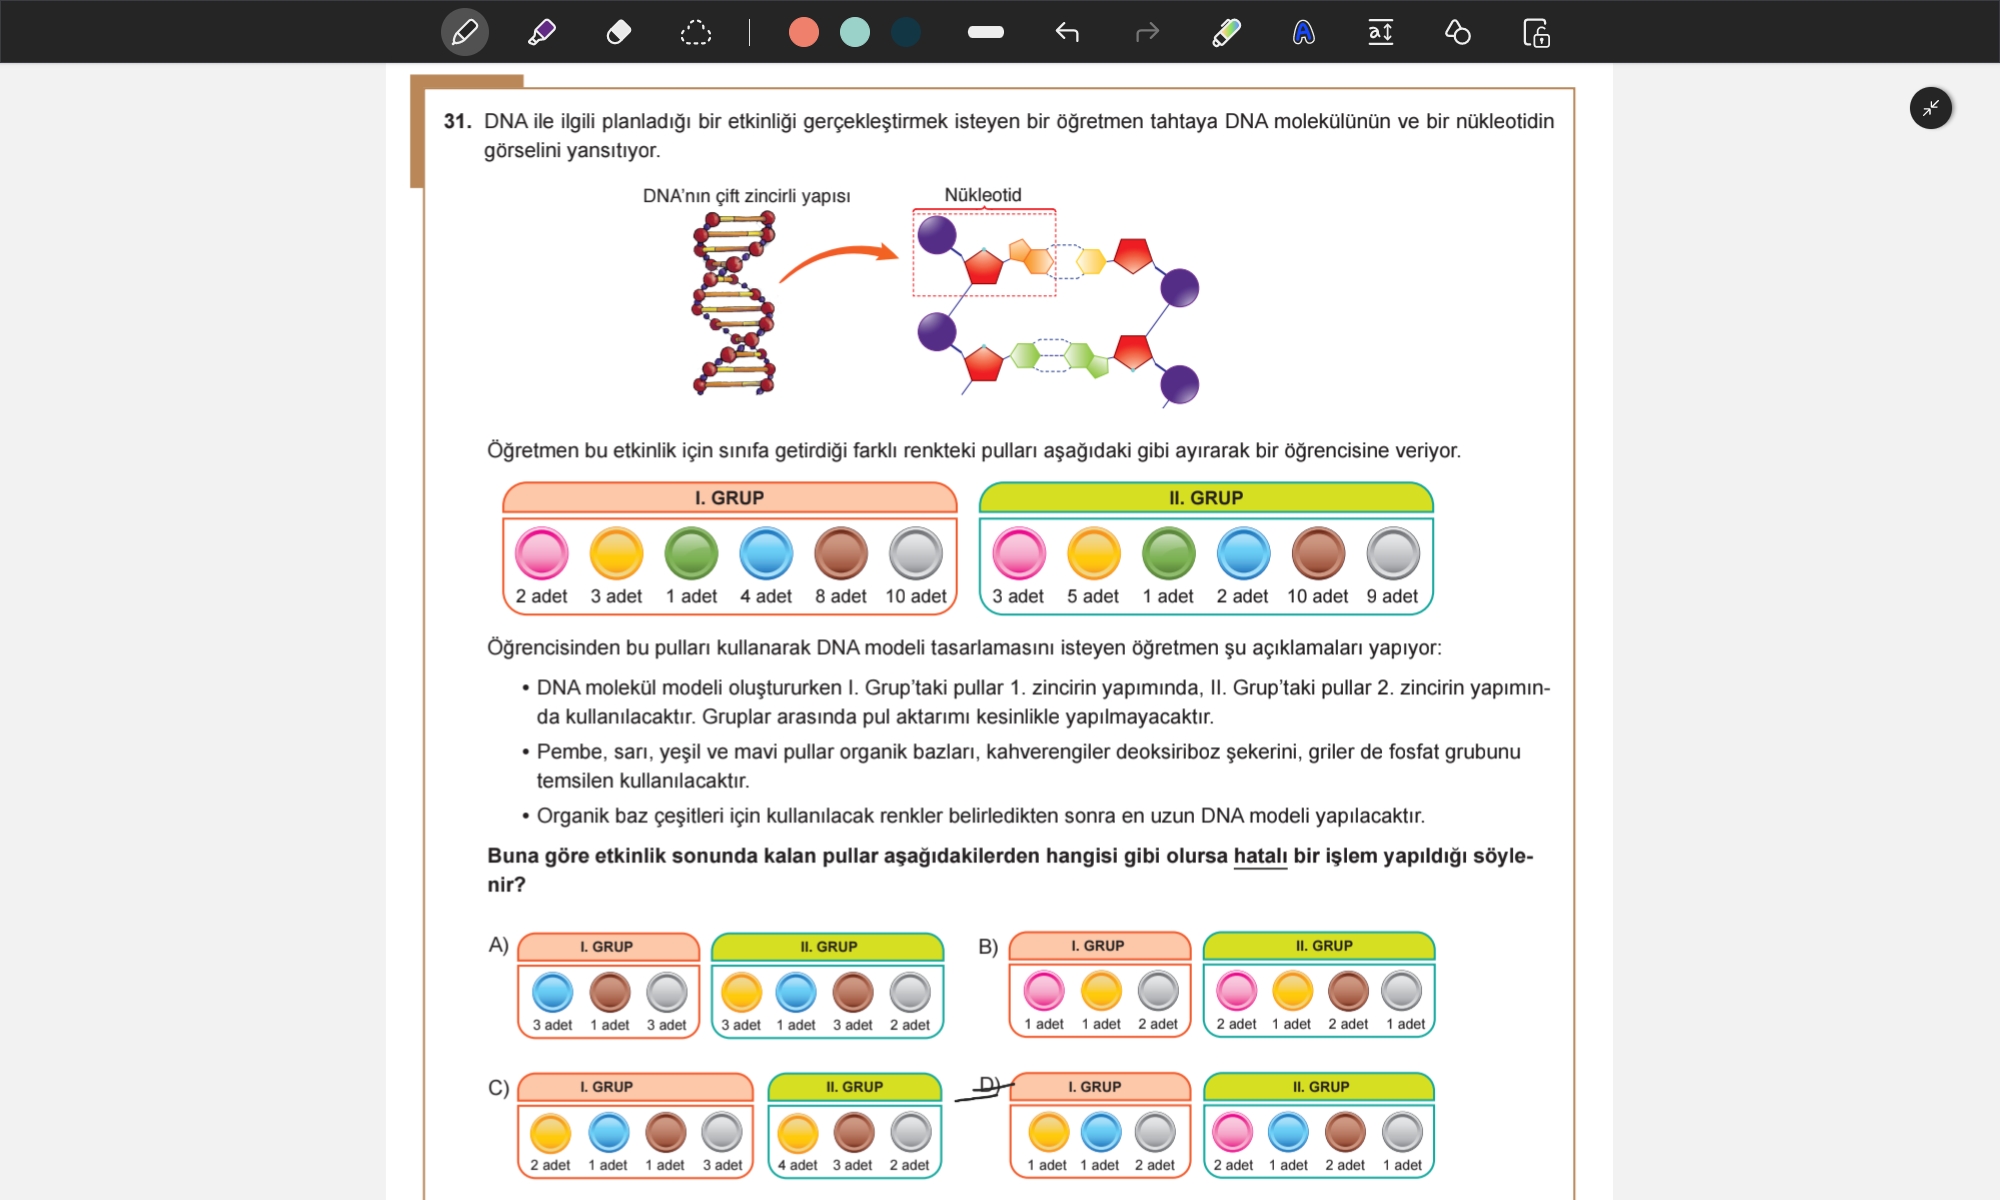 31. DNA ile ilgili planladığı bir etkinliği gerçekleştirmek isteyen bir öğretmen tahtaya DNA molekülünün ve bir nükleotidin
görselini yansıtıyor.
DNA'nın çift zincirli yapısı
Nükleotid
Öğretmen bu etkinlik için sınıfa getirdiği farklı renkteki pulları aşağıdaki gibi ayırarak bir öğrencisine veriyor.
I. GRUP
2 adet 3 adet 1 adet 4 adet 8 adet 10 adet
II. GRUP
3 adet 5 adet 1 adet 2 adet 10 adet 9 adet
Öğrencisinden bu pulları kullanarak DNA modeli tasarlamasını isteyen öğretmen şu açıklamaları yapıyor:
• DNA molekül modeli oluştururken I. Grup'taki pullar 1. zincirin yapımında, II. Grup'taki pullar 2. zincirin yapımın-
da kullanılacaktır. Gruplar arasında pul aktarımı kesinlikle yapılmayacaktır.
• Pembe, sarı, yeşil ve mavi pullar organik bazları, kahverengiler deoksiriboz şekerini, griler de fosfat grubunu
temsilen kullanılacaktır.
• Organik baz çeşitleri için kullanılacak renkler belirledikten sonra en uzun DNA modeli yapılacaktır.
Buna göre etkinlik sonunda kalan pullar aşağıdakilerden hangisi gibi olursa hatalı bir işlem yapıldığı söyle-
nir?
A)
I. GRUP
3 adet 1 adet 3 adet
II. GRUP
3 adet 1 adet 3 adet 2 adet
B)
I. GRUP
1 adet 1 adet 2 adet
II. GRUP
2 adet 1 adet 2 adet 1 adet
C)
I. GRUP
2 adet 1 adet 1 adet 3 adet
II. GRUP
4 adet 3 adet 2 adet
D)
I. GRUP
1 adet 1 adet 2 adet
II. GRUP
2 adet 1 adet 2 adet 1 adet